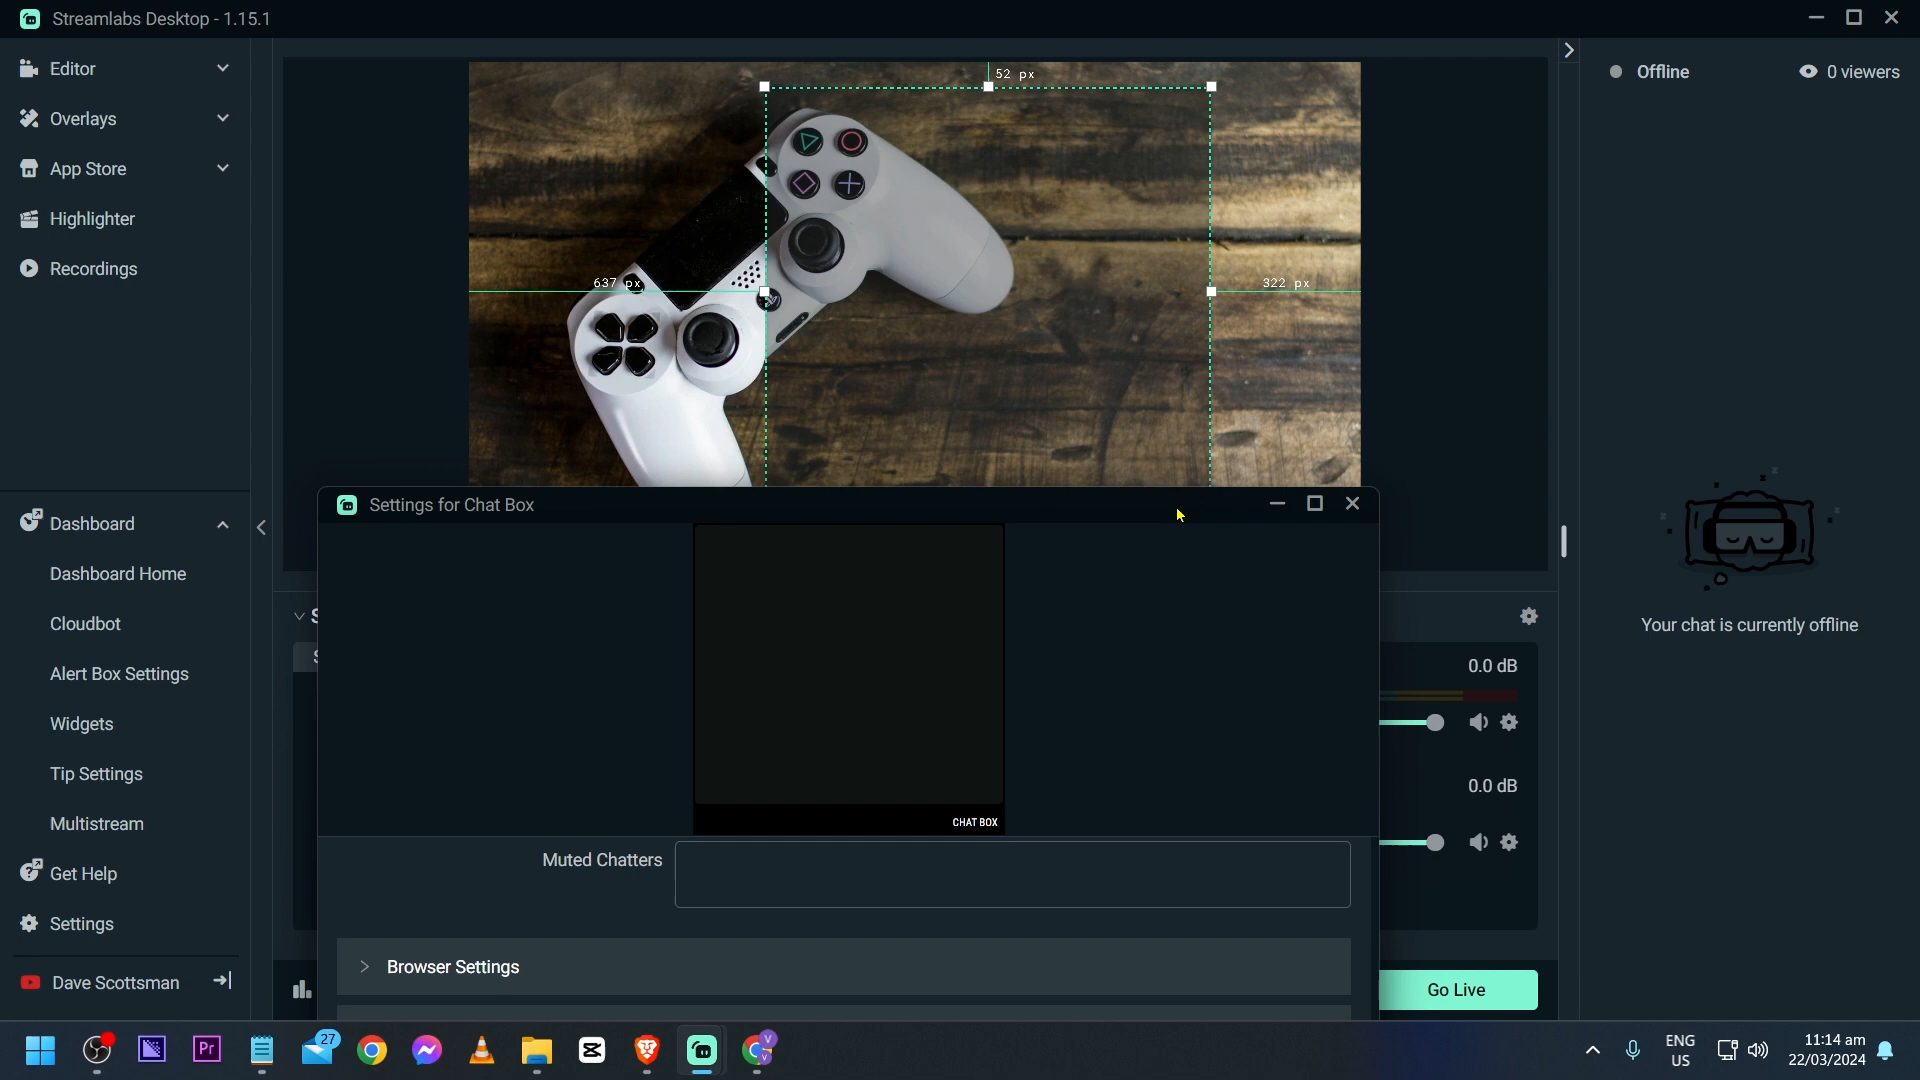 Streamlabs Desktop - 1.15.1
Editor
Overlays
App Store
Highlighter
Recordings
52 px
637 px
322 px
Offline
0 viewers
Your chat is currently offline
Dashboard
Dashboard Home
Cloudbot
Alert Box Settings
Widgets
Tip Settings
Multistream
Get Help
Settings
Dave Scottsman
Settings for Chat Box
CHAT BOX
Muted Chatters
Browser Settings
0.0 dB
0.0 dB
Go Live
Pr
27
V
v
ENG
US
11:14 am
22/03/2024